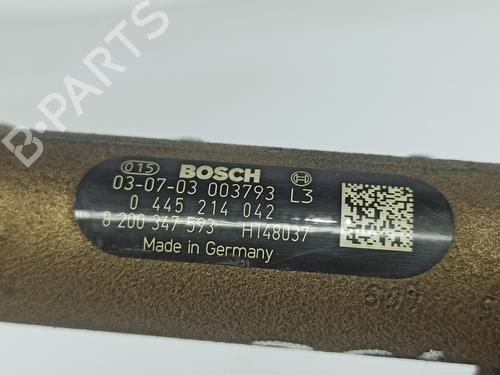 B-PARTS
015 BOSCH
03-07-03 003793 L3
0 445 214 042
8 200 347 593 H148037
Made in Germany